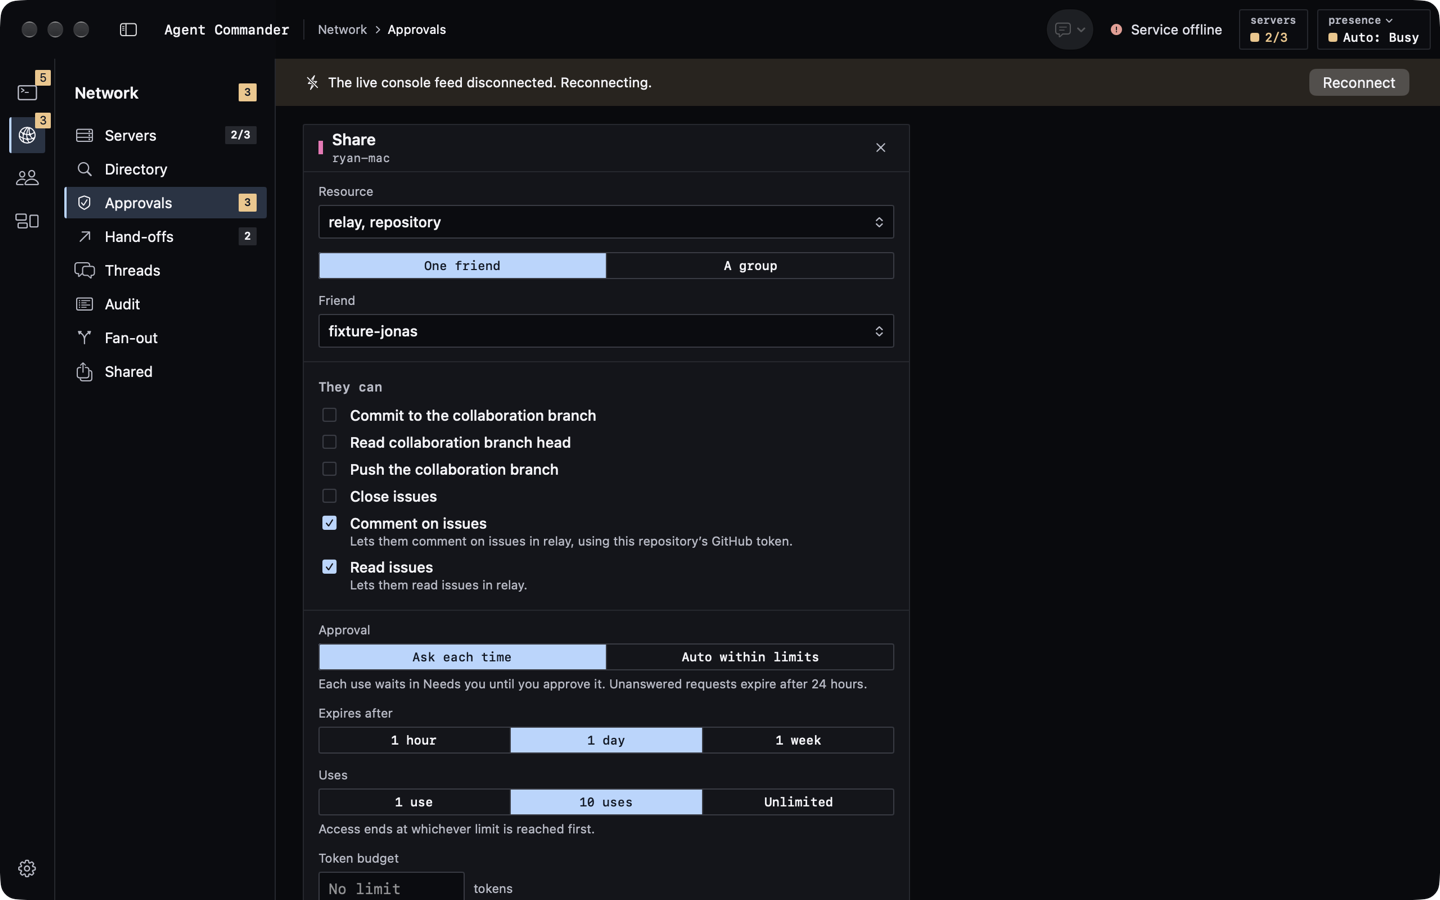 Agent Commander
Network > Approvals
Service offline
servers
2/3
presence
Auto: Busy
5
3
Network
3
Servers
2/3
Directory
Approvals
3
Hand-offs
2
Threads
Audit
Fan-out
Shared
The live console feed disconnected. Reconnecting.
Reconnect
Share
ryan-mac
Resource
relay, repository
One friend
A group
Friend
fixture-jonas
They can
Commit to the collaboration branch
Read collaboration branch head
Push the collaboration branch
Close issues
Comment on issues
Lets them comment on issues in relay, using this repository's GitHub token.
Read issues
Lets them read issues in relay.
Approval
Ask each time
Auto within limits
Each use waits in Needs you until you approve it. Unanswered requests expire after 24 hours.
Expires after
1 hour
1 day
1 week
Uses
1 use
10 uses
Unlimited
Access ends at whichever limit is reached first.
Token budget
No limit
tokens